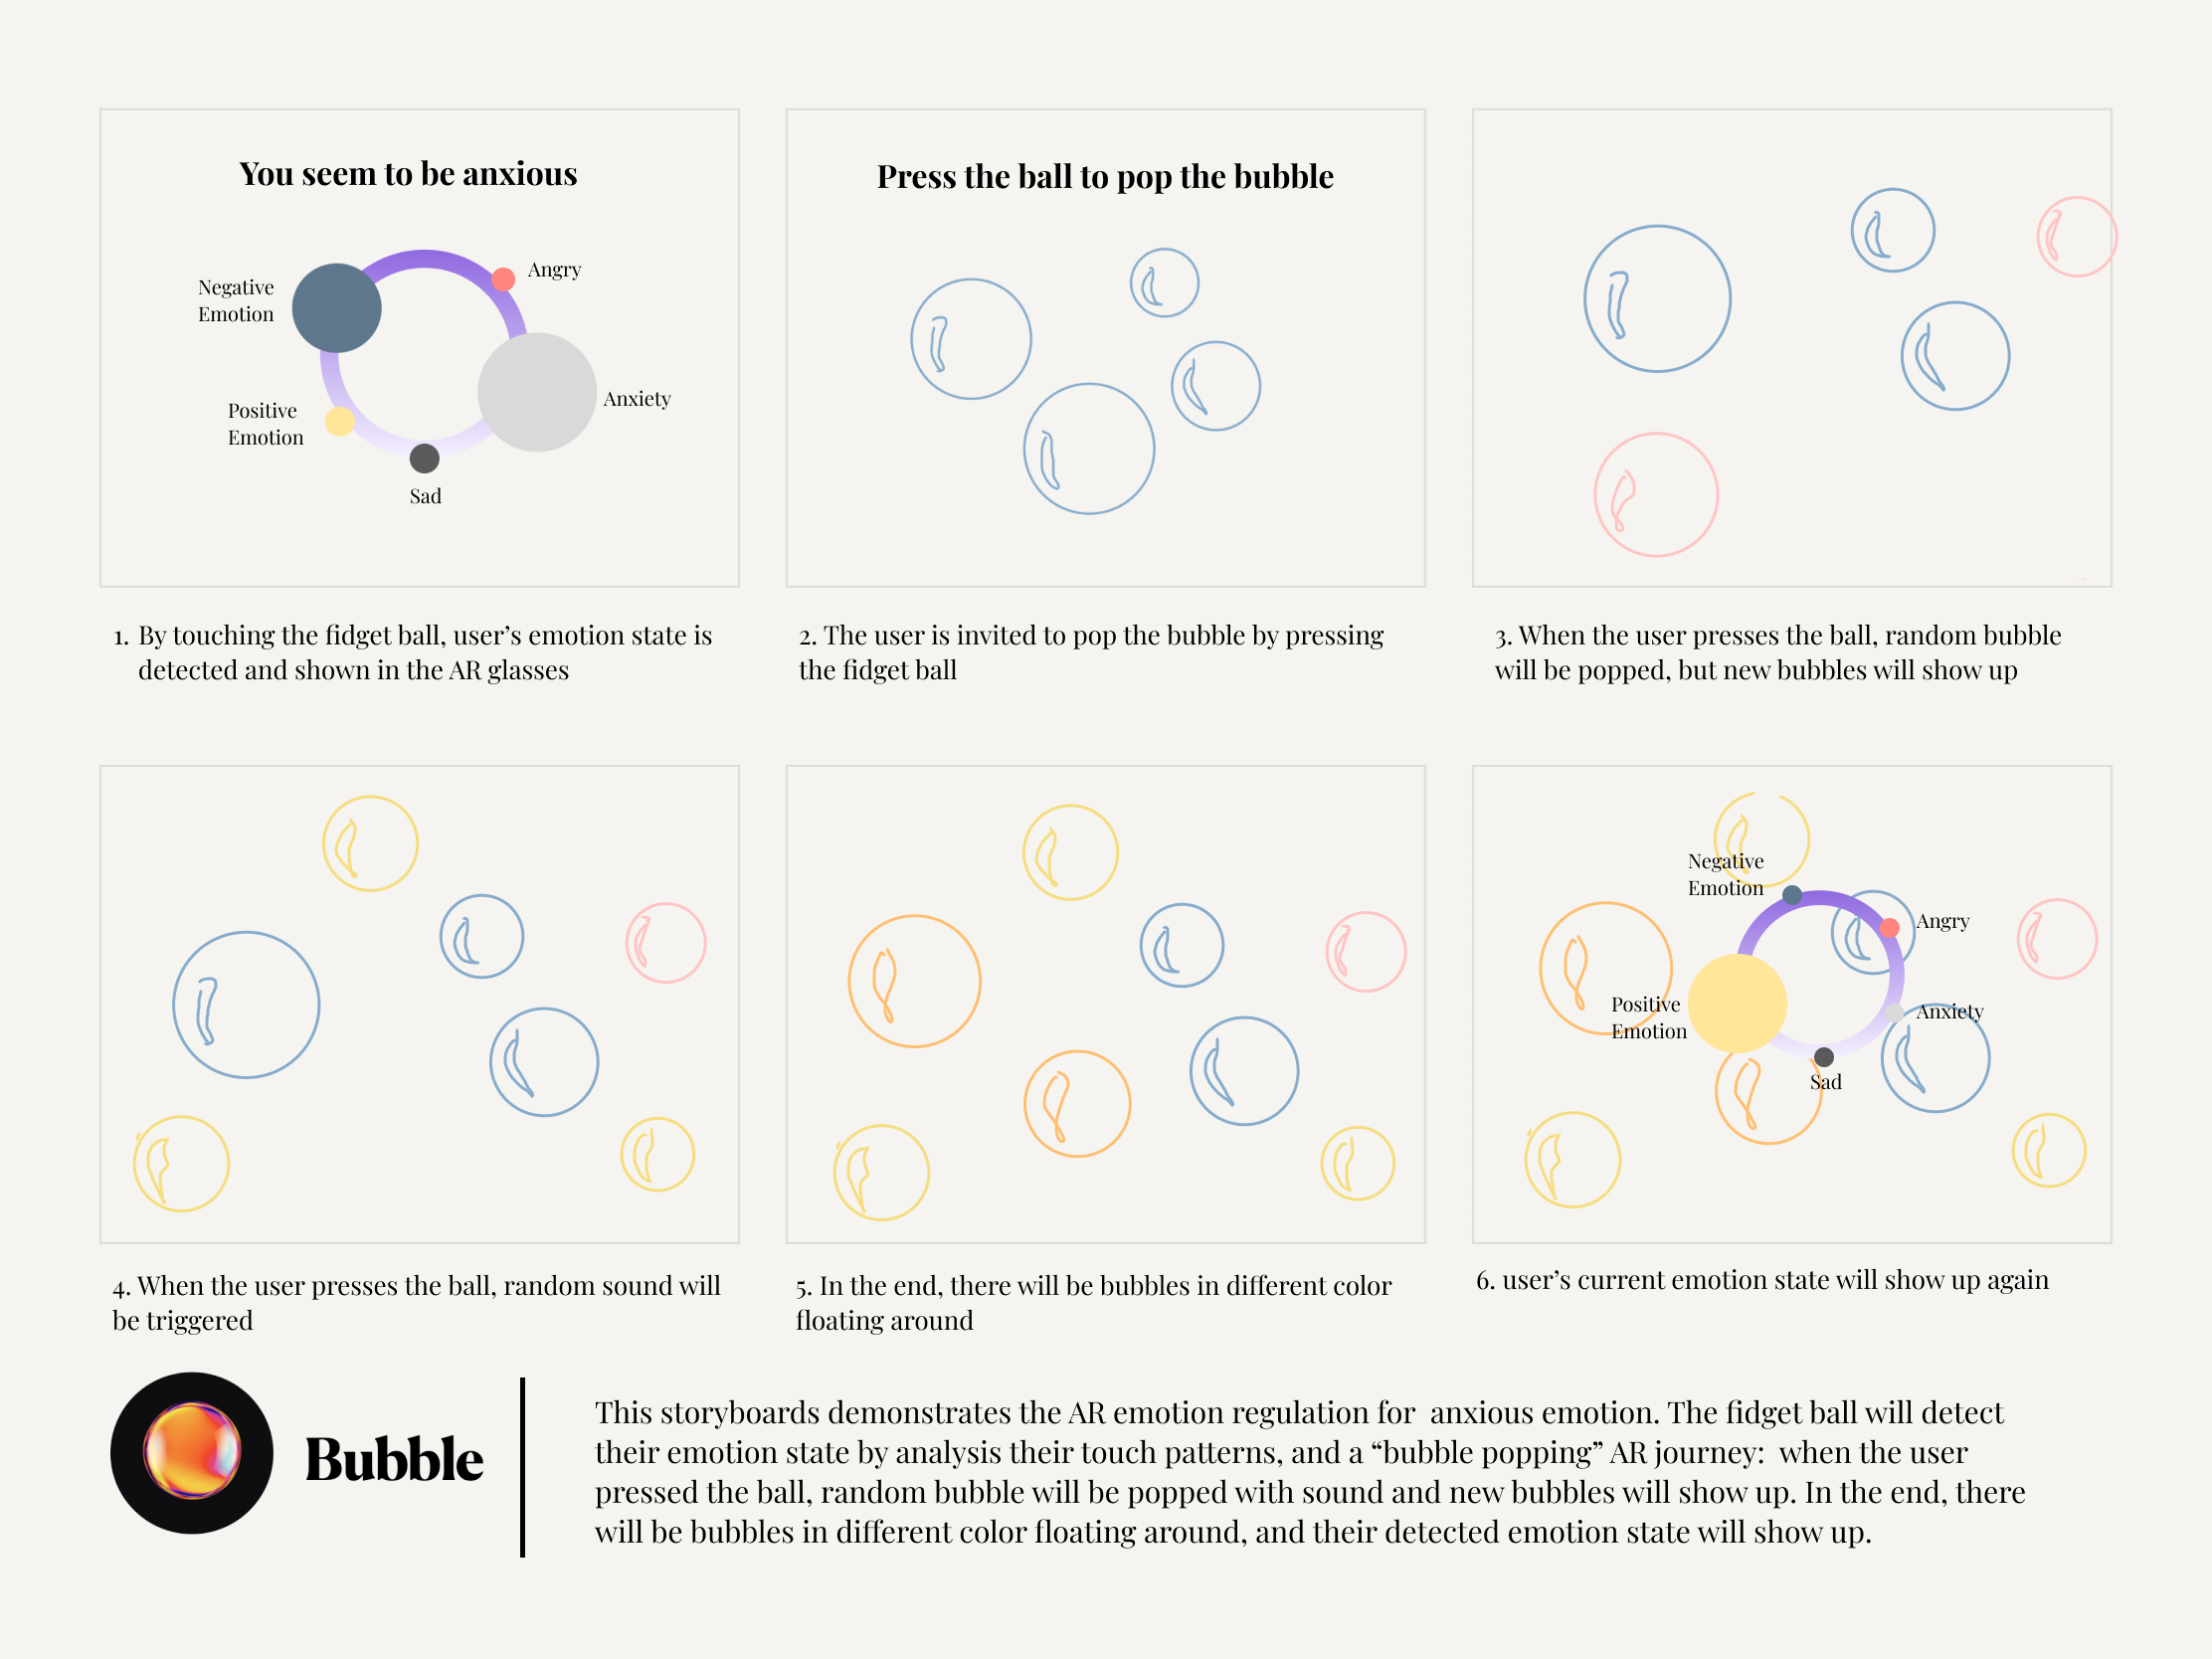 You seem to be anxious
Negative
Emotion
Angry
Anxiety
Positive
Emotion
Sad
Press the ball to pop the bubble
1. By touching the fidget ball, user’s emotion state is
detected and shown in the AR glasses
2. The user is invited to pop the bubble by pressing
the fidget ball
3. When the user presses the ball, random bubble
will be popped, but new bubbles will show up
Negative
Emotion
Angry
Positive
Emotion
Anxiety
Sad
4. When the user presses the ball, random sound will
be triggered
5. In the end, there will be bubbles in different color
floating around
6. user’s current emotion state will show up again
Bubble
This storyboards demonstrates the AR emotion regulation for  anxious emotion. The fidget ball will detect
their emotion state by analysis their touch patterns, and a “bubble popping” AR journey:  when the user
pressed the ball, random bubble will be popped with sound and new bubbles will show up. In the end, there
will be bubbles in different color floating around, and their detected emotion state will show up.